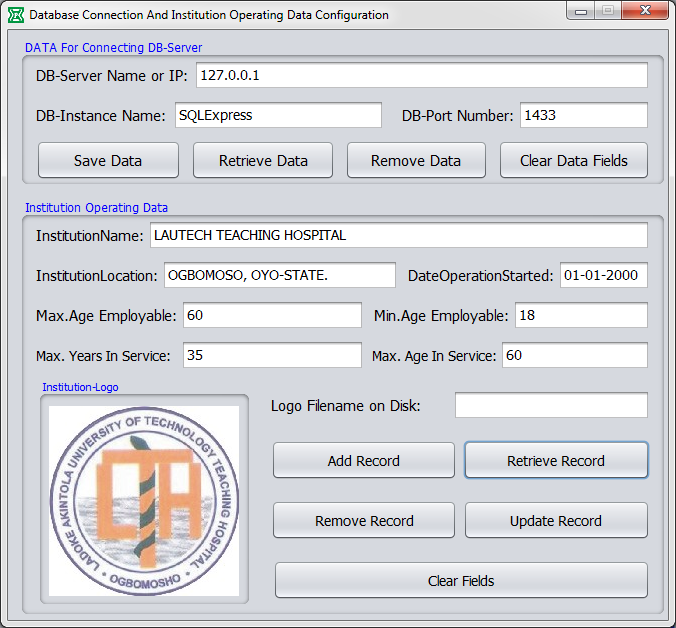 Database Connection And Institution Operating Data Configuration
DATA For Connecting DB-Server
DB-Server Name or IP: 127.0.0.1
DB-Instance Name: SQLExpress DB-Port Number: 1433
Save Data Retrieve Data Remove Data Clear Data Fields
Institution Operating Data
InstitutionName: LAUTECH TEACHING HOSPITAL
InstitutionLocation: OGBOMOSO, OYO-STATE. DateOperationStarted: 01-01-2000
Max.Age Employable: 60 Min.Age Employable: 18
Max. Years In Service: 35 Max. Age In Service: 60
Institution-Logo
Logo Filename on Disk:
LADOKE AKINTOLA UNIVERSITY OF TECHNOLOGY TEACHING HOSPITAL
LTH
• OGBOMOSHO •
Add Record Retrieve Record
Remove Record Update Record
Clear Fields